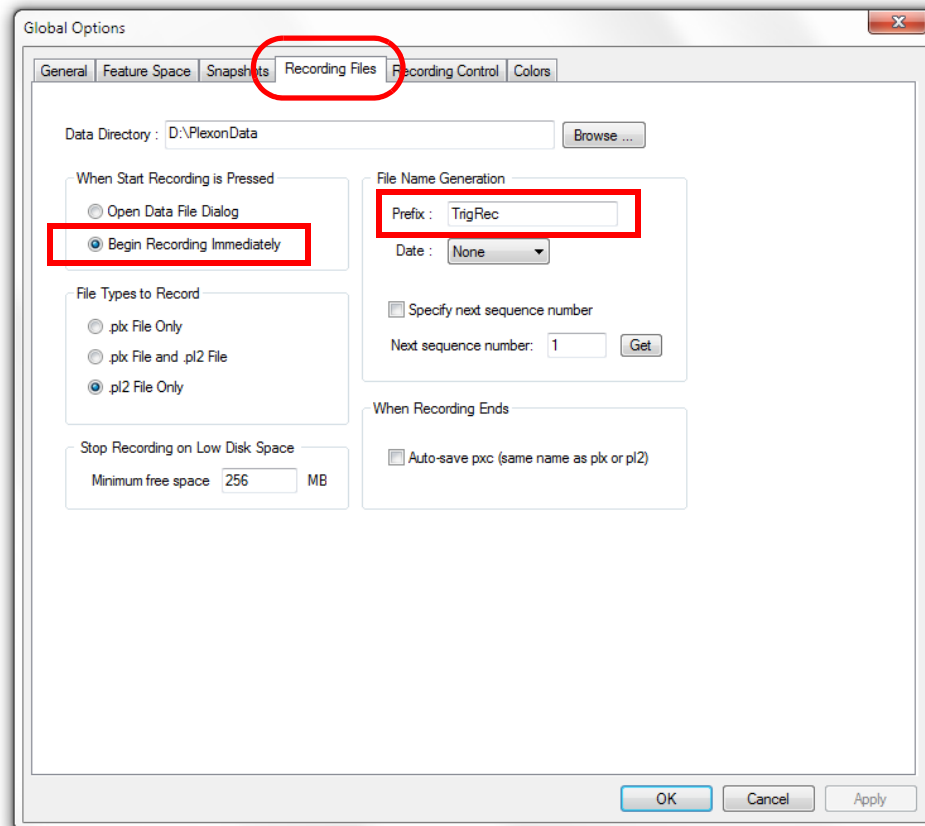 Global Options
General Feature Space Snapshots Recording Files Recording Control Colors
Data Directory : D:\PlexonData Browse ...
When Start Recording is Pressed
Open Data File Dialog
Begin Recording Immediately
File Types to Record
.plx File Only
.plx File and .pl2 File
.pl2 File Only
Stop Recording on Low Disk Space
Minimum free space 256 MB
File Name Generation
Prefix : TrigRec
Date : None
Specify next sequence number
Next sequence number: 1 Get
When Recording Ends
Auto-save pxc (same name as plx or pl2)
OK Cancel Apply